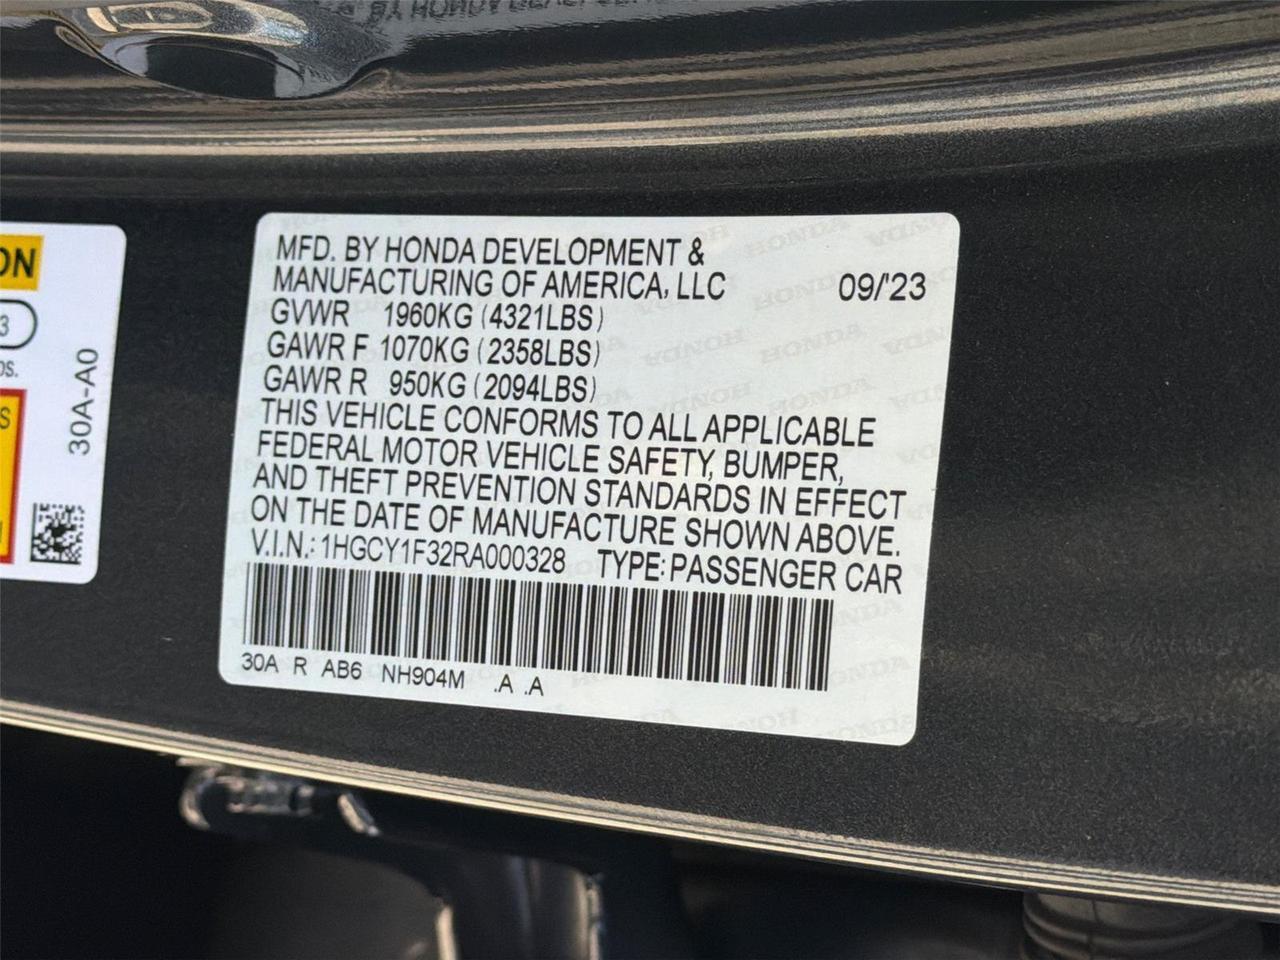 MFD. BY HONDA DEVELOPMENT &
MANUFACTURING OF AMERICA, LLC 09/'23
GVWR 1960KG (4321LBS)
GAWR F 1070KG (2358LBS)
GAWR R 950KG (2094LBS)
THIS VEHICLE CONFORMS TO ALL APPLICABLE
FEDERAL MOTOR VEHICLE SAFETY, BUMPER,
AND THEFT PREVENTION STANDARDS IN EFFECT
ON THE DATE OF MANUFACTURE SHOWN ABOVE.
V.I.N.: 1HGCY1F32RA000328 TYPE: PASSENGER CAR
30A R AB6 NH904M .A .A
30A-A0